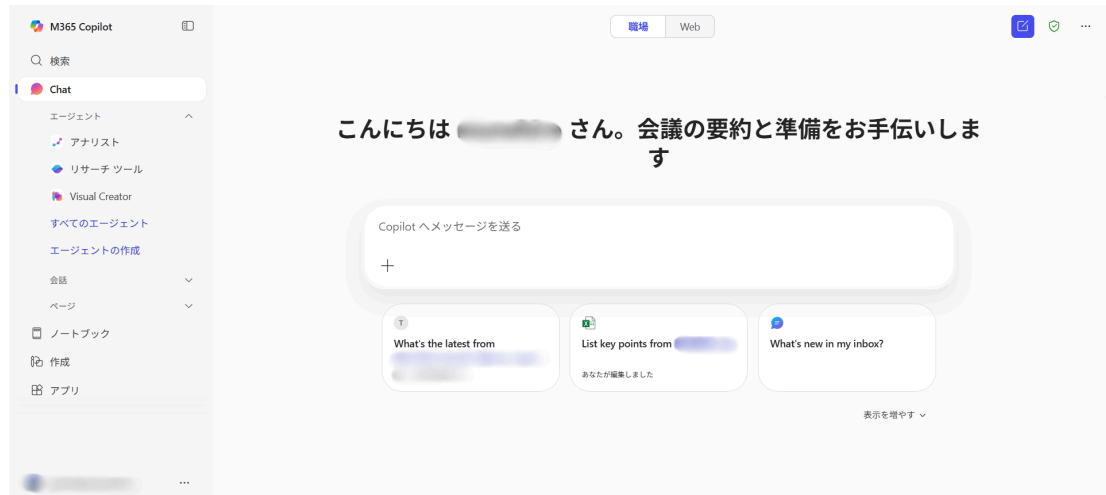 M365 Copilot
職場
Web
検索
Chat
エージェント
アナリスト
リサーチ ツール
Visual Creator
すべてのエージェント
エージェントの作成
会話
ページ
ノートブック
作成
アプリ
こんにちは さん。会議の要約と準備をお手伝いしま
す
Copilot へメッセージを送る
T
What's the latest from
List key points from
あなたが編集しました
What's new in my inbox?
表示を増やす